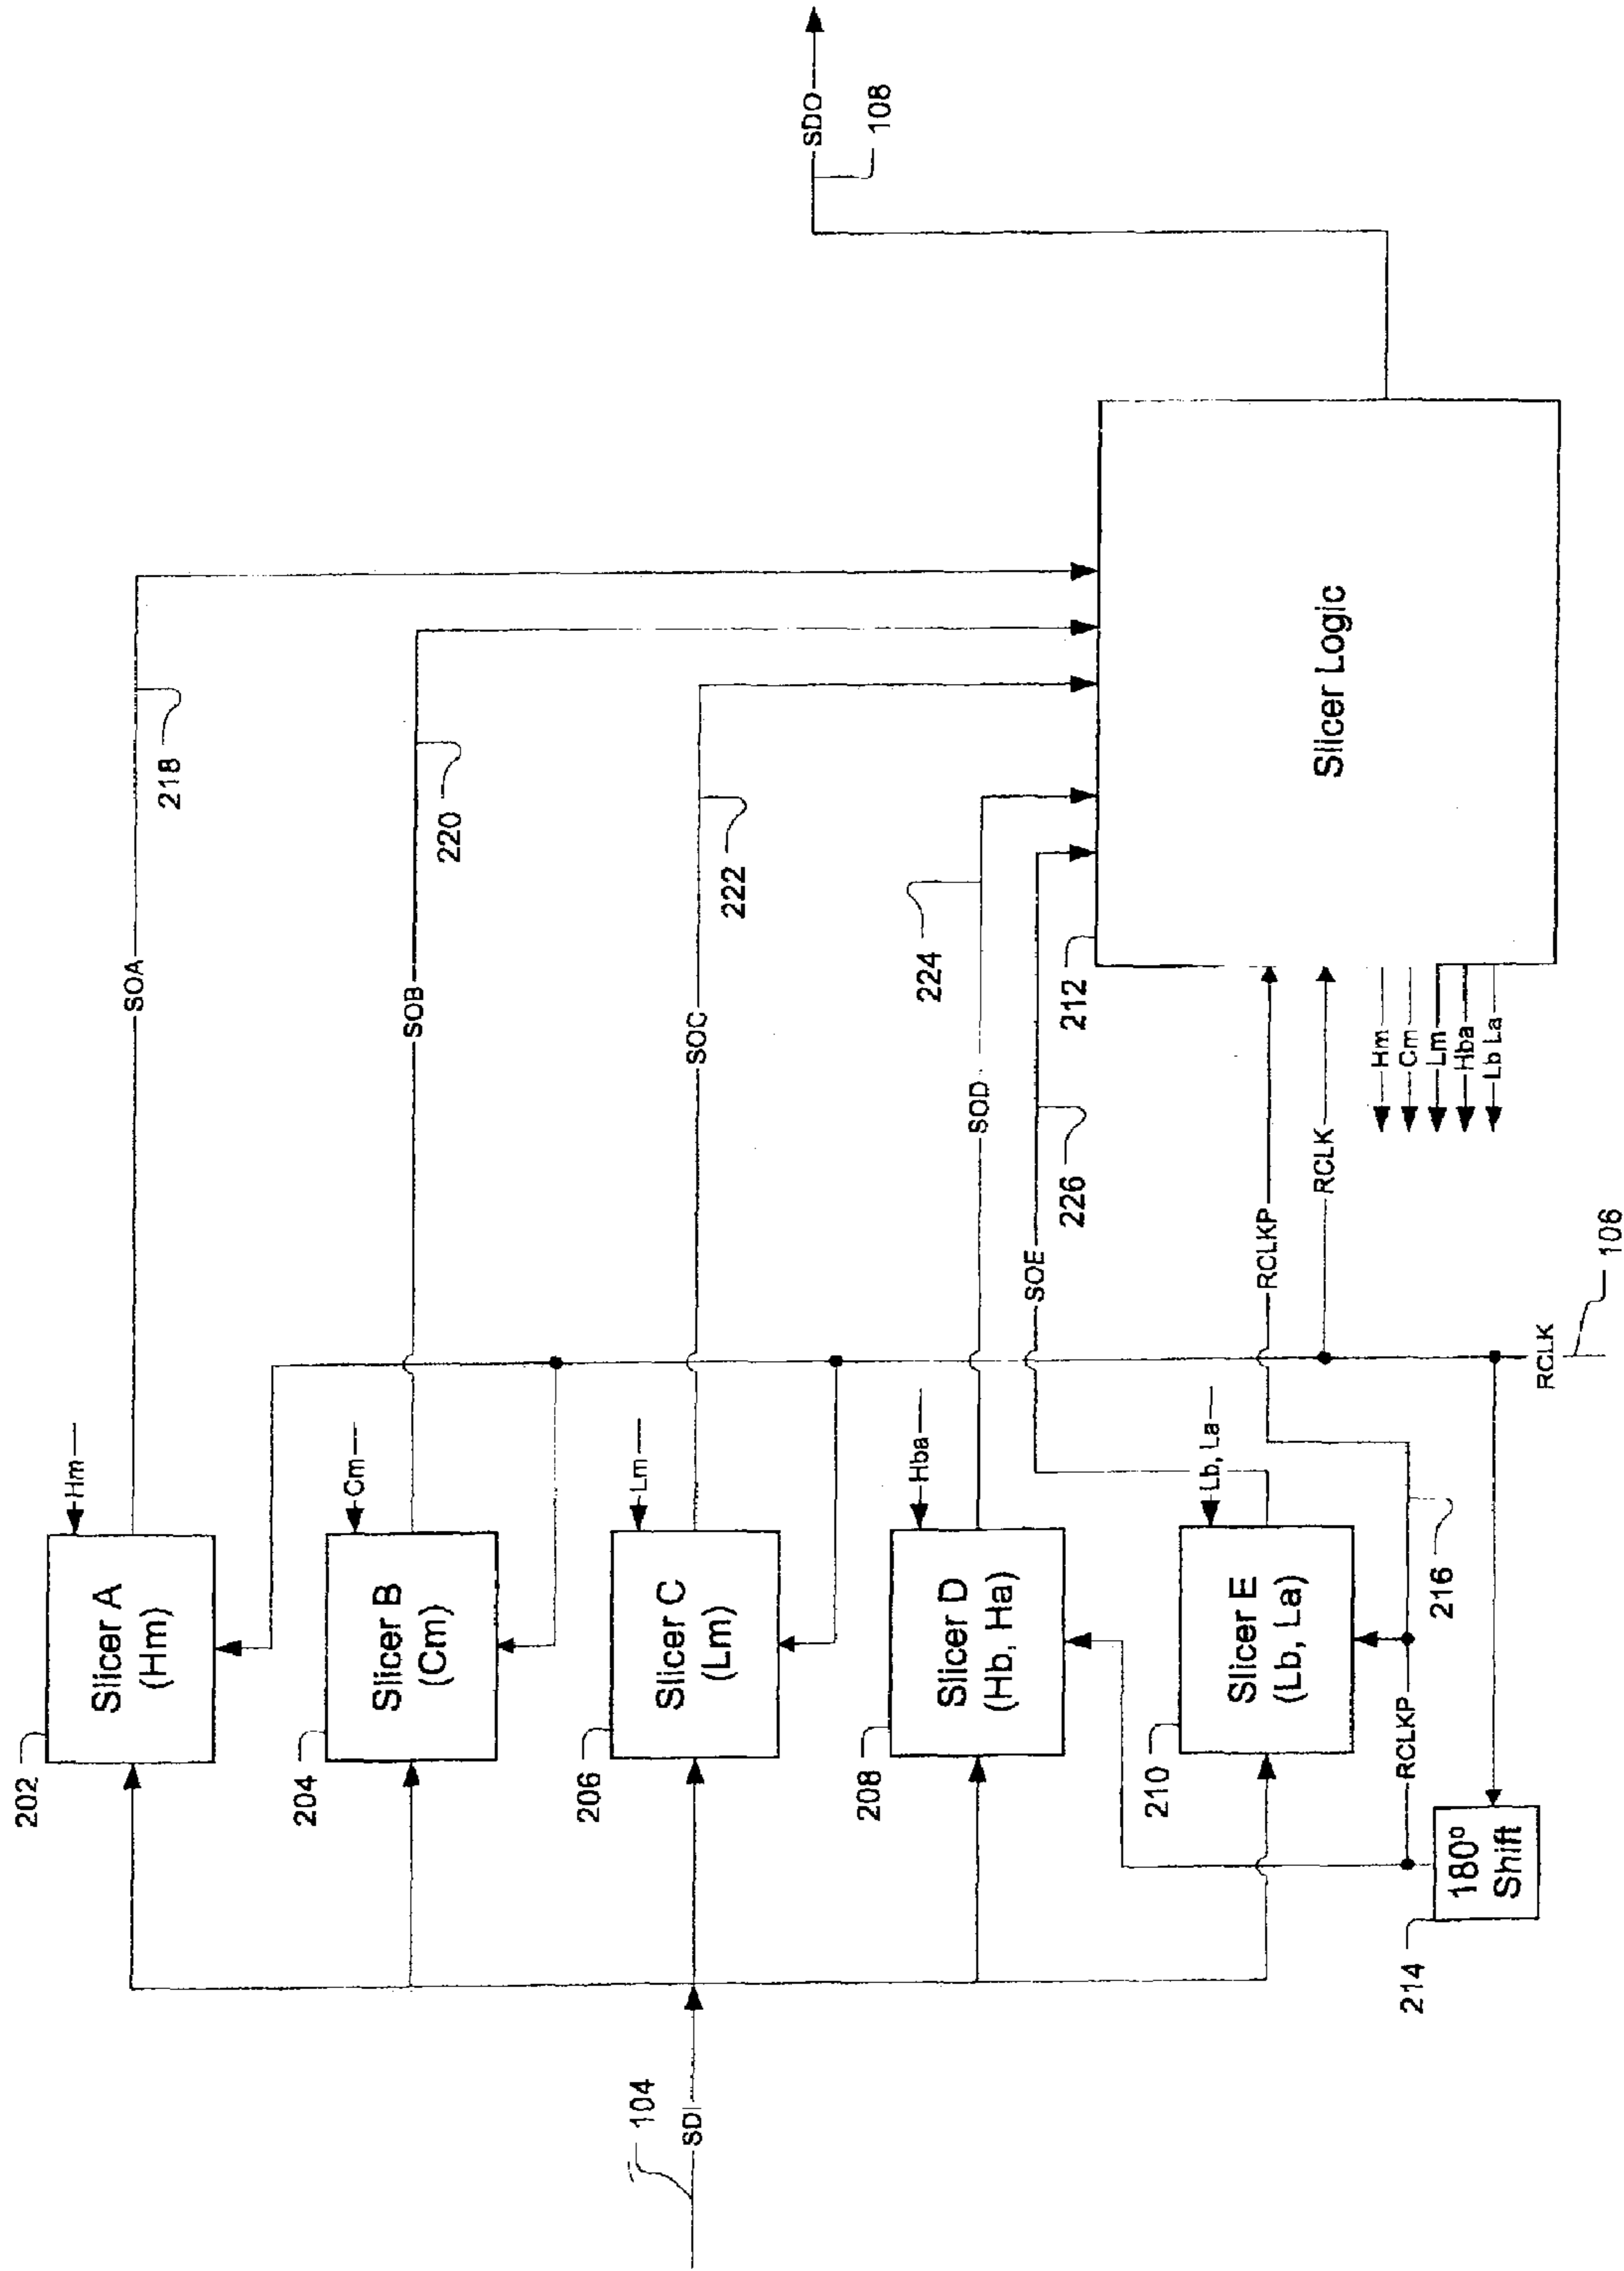 202
Slicer A
(Hm)
Hm
SOA
218
204
Slicer B
(Cm)
Cm
SOB
220
206
Slicer C
(Lm)
Lm
SOC
222
208
Slicer D
(Hb, Ha)
Hba
SOD
224
210
Slicer E
(Lb, La)
Lb, La
SOE
226
104
SDI
SDO
108
212
Slicer Logic
RCLKP
RCLK
Hm
Cm
Lm
Hba
Lb La
RCLKP
216
214
180°
Shift
RCLK
106